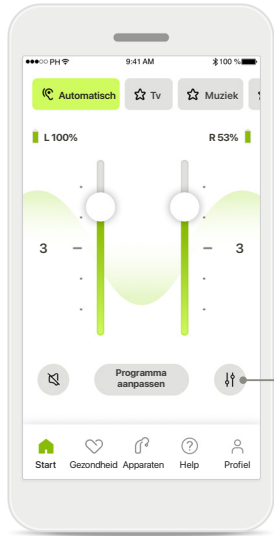 PH 9:41 AM 100 %
Automatisch Tv Muziek
L 100% R 53%
3 3
Programma
aanpassen
Start Gezondheid Apparaten Help Profiel